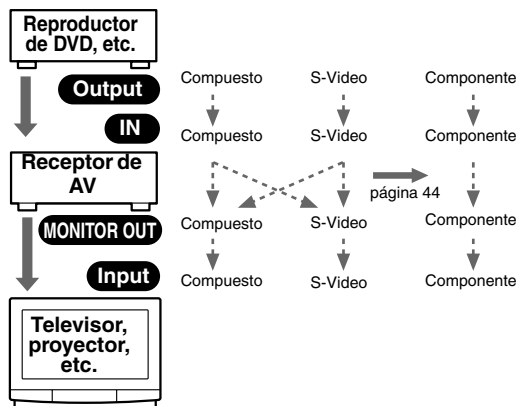 Reproductor
de DVD, etc.
Output
Compuesto S-Video Componente
IN
Compuesto S-Video Componente
Receptor de
AV
página 44
MONITOR OUT
Compuesto S-Video Componente
Input
Compuesto S-Video Componente
Televisor,
proyector,
etc.